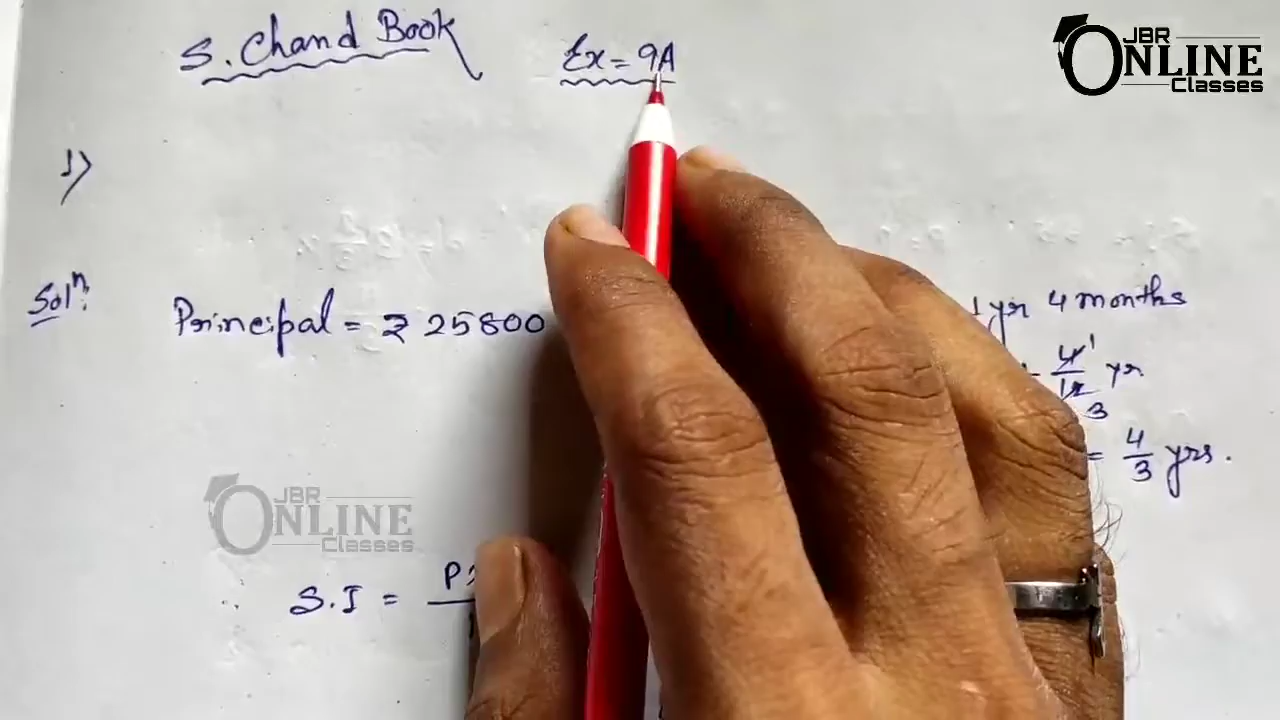 S. Chand Book Ex = 9A
JBR
ONLINE
Classes
1)
Solⁿ: Principal = ₹ 25800 1 yr 4 months
4 1 yr
12 3
= 4/3 yrs.
JBR
ONLINE
Classes
S.I = P